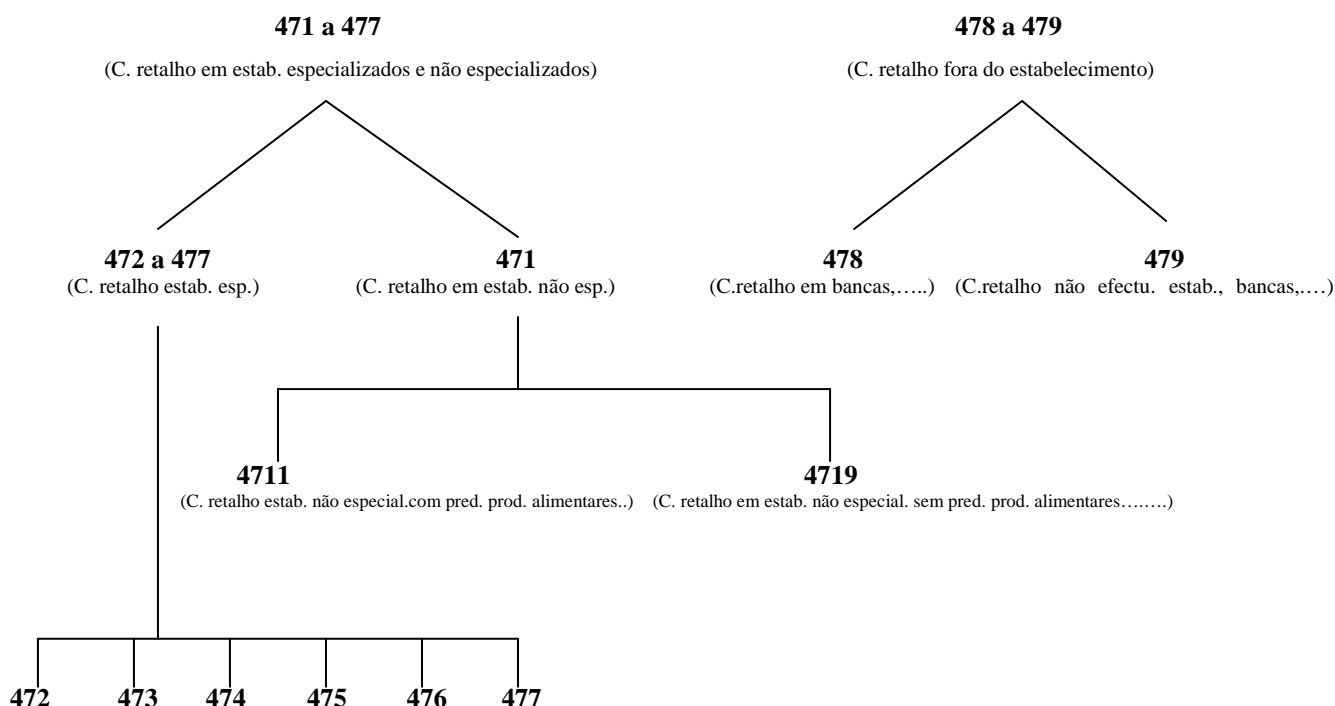 471 a 477 478 a 479
(C. retalho em estab. especializados e não especializados) (C. retalho fora do estabelecimento)
472 a 477 471 478 479
(C. retalho estab. esp.) (C. retalho em estab. não esp.) (C.retalho em bancas,…..) (C.retalho não efectu. estab., bancas,.…)
4711 4719
(C. retalho estab. não especial.com pred. prod. alimentares..) (C. retalho em estab. não especial. sem pred. prod. alimentares…..….)
472 473 474 475 476 477